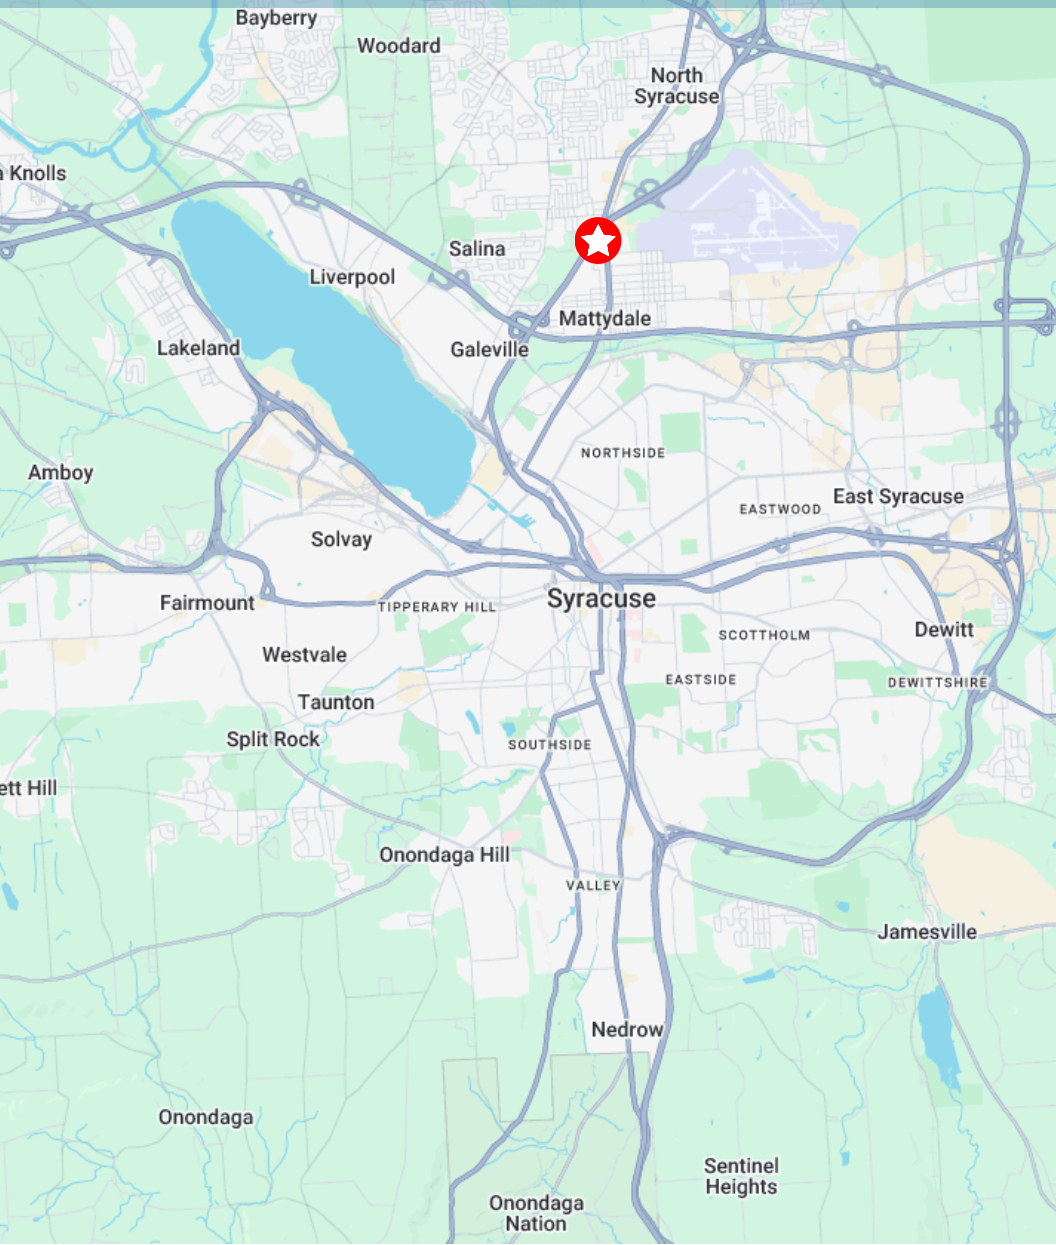 Bayberry
Woodard
North
Syracuse
Knolls
Salina
Liverpool
Mattydale
Lakeland
Galeville
NORTHSIDE
Amboy
East Syracuse
EASTWOOD
Solvay
Syracuse
Fairmount
TIPPERARY HILL
Dewitt
SCOTTHOLM
Westvale
EASTSIDE
DEWITTSHIRE
Taunton
Split Rock
SOUTHSIDE
ett Hill
Onondaga Hill
VALLEY
Jamesville
Nedrow
Onondaga
Sentinel
Heights
Onondaga
Nation